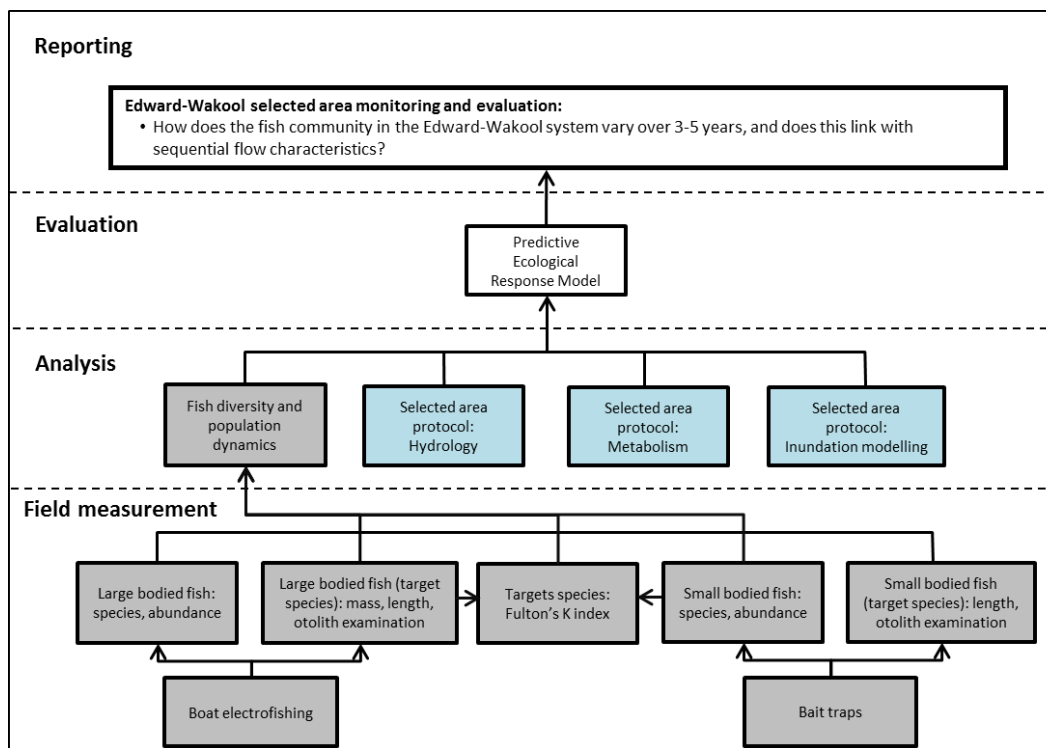 Reporting
Edward-Wakool selected area monitoring and evaluation:
• How does the fish community in the Edward-Wakool system vary over 3-5 years, and does this link with
sequential flow characteristics?
Evaluation
Predictive
Ecological
Response Model
Analysis
Fish diversity and
population
dynamics
Selected area
protocol:
Hydrology
Selected area
protocol:
Metabolism
Selected area
protocol:
Inundation modelling
Field measurement
Large bodied fish:
species, abundance
Large bodied fish (target
species): mass, length,
otolith examination
Targets species:
Fulton's K index
Small bodied fish:
species, abundance
Small bodied fish
(target species): length,
otolith examination
Boat electrofishing
Bait traps